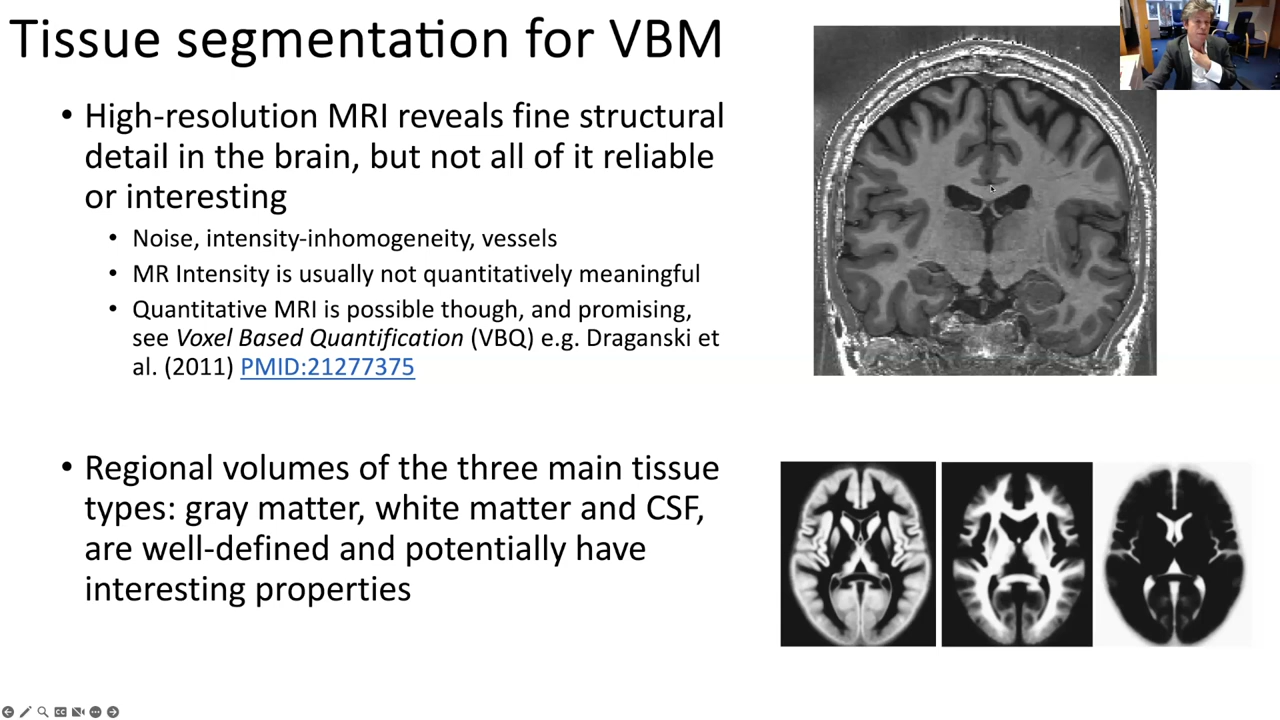 Tissue segmentation for VBM
• High-resolution MRI reveals fine structural
detail in the brain, but not all of it reliable
or interesting
• Noise, intensity-inhomogeneity, vessels
• MR Intensity is usually not quantitatively meaningful
• Quantitative MRI is possible though, and promising,
see Voxel Based Quantification (VBQ) e.g. Draganski et
al. (2011) PMID:21277375
• Regional volumes of the three main tissue
types: gray matter, white matter and CSF,
are well-defined and potentially have
interesting properties